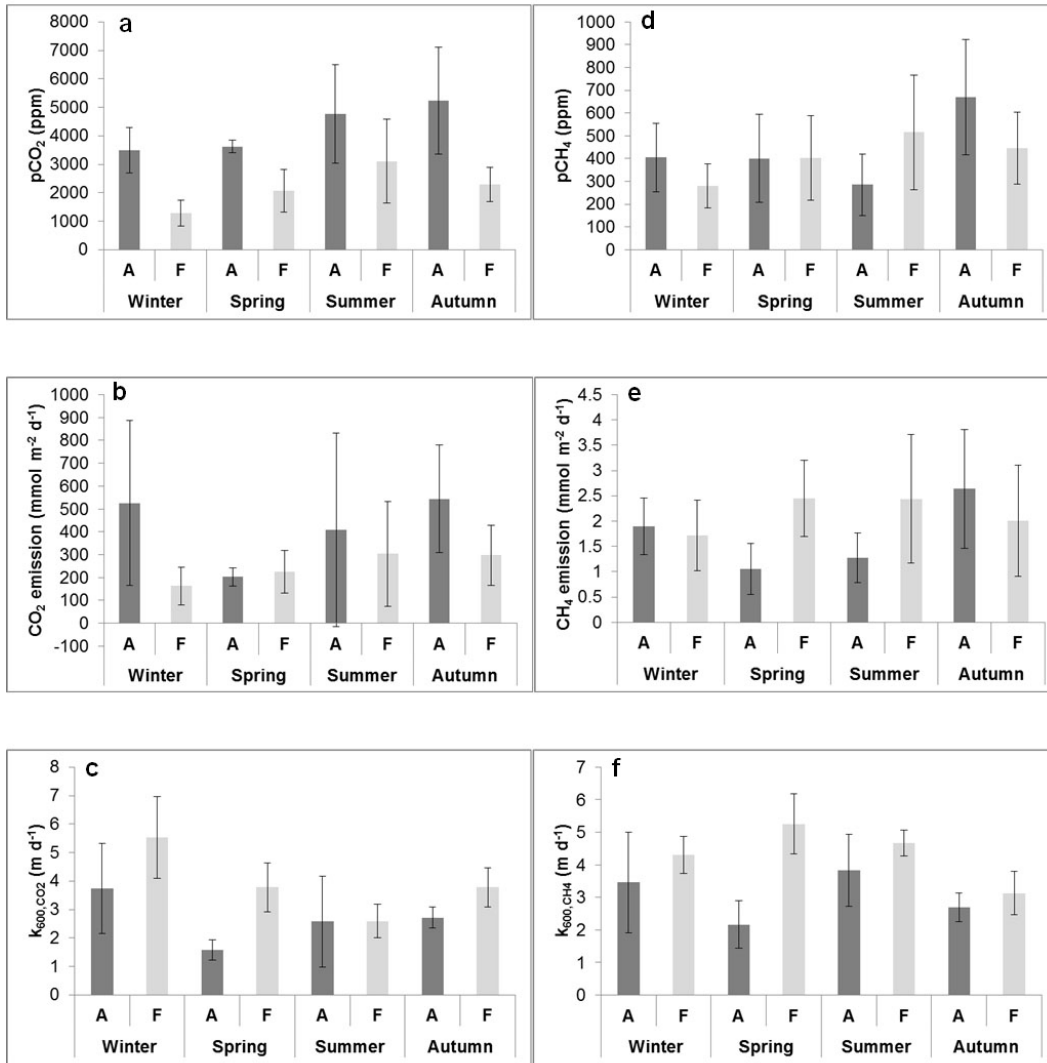 a
pCO₂ (ppm)
8000
7000
6000
5000
4000
3000
2000
1000
0
A F A F A F A F
Winter Spring Summer Autumn
d
pCH₄ (ppm)
1000
900
800
700
600
500
400
300
200
100
0
A F A F A F A F
Winter Spring Summer Autumn
b
CO₂ emission (mmol m⁻² d⁻¹)
1000
900
800
700
600
500
400
300
200
100
0
-100
A F A F A F A F
Winter Spring Summer Autumn
e
CH₄ emission (mmol m⁻² d⁻¹)
4.5
4
3.5
3
2.5
2
1.5
1
0.5
0
A F A F A F A F
Winter Spring Summer Autumn
c
k₆₀₀,CO₂ (m d⁻¹)
8
7
6
5
4
3
2
1
0
A F A F A F A F
Winter Spring Summer Autumn
f
k₆₀₀,CH₄ (m d⁻¹)
7
6
5
4
3
2
1
0
A F A F A F A F
Winter Spring Summer Autumn